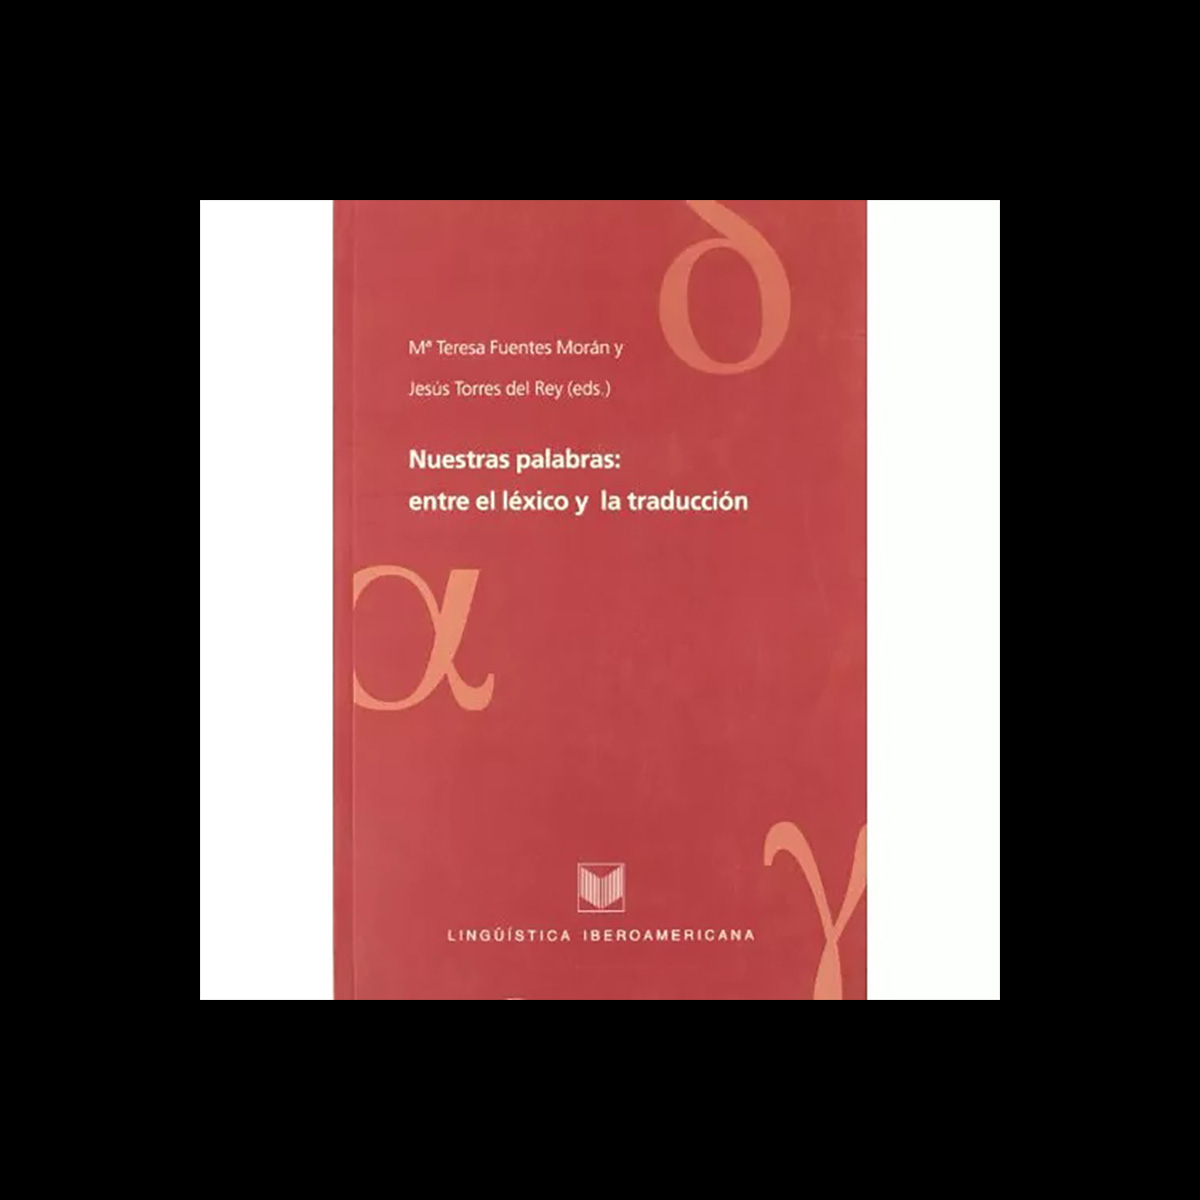 δ
Mª Teresa Fuentes Morán y
Jesús Torres del Rey (eds.)
Nuestras palabras:
entre el léxico y la traducción
α
γ
LINGÜÍSTICA IBEROAMERICANA